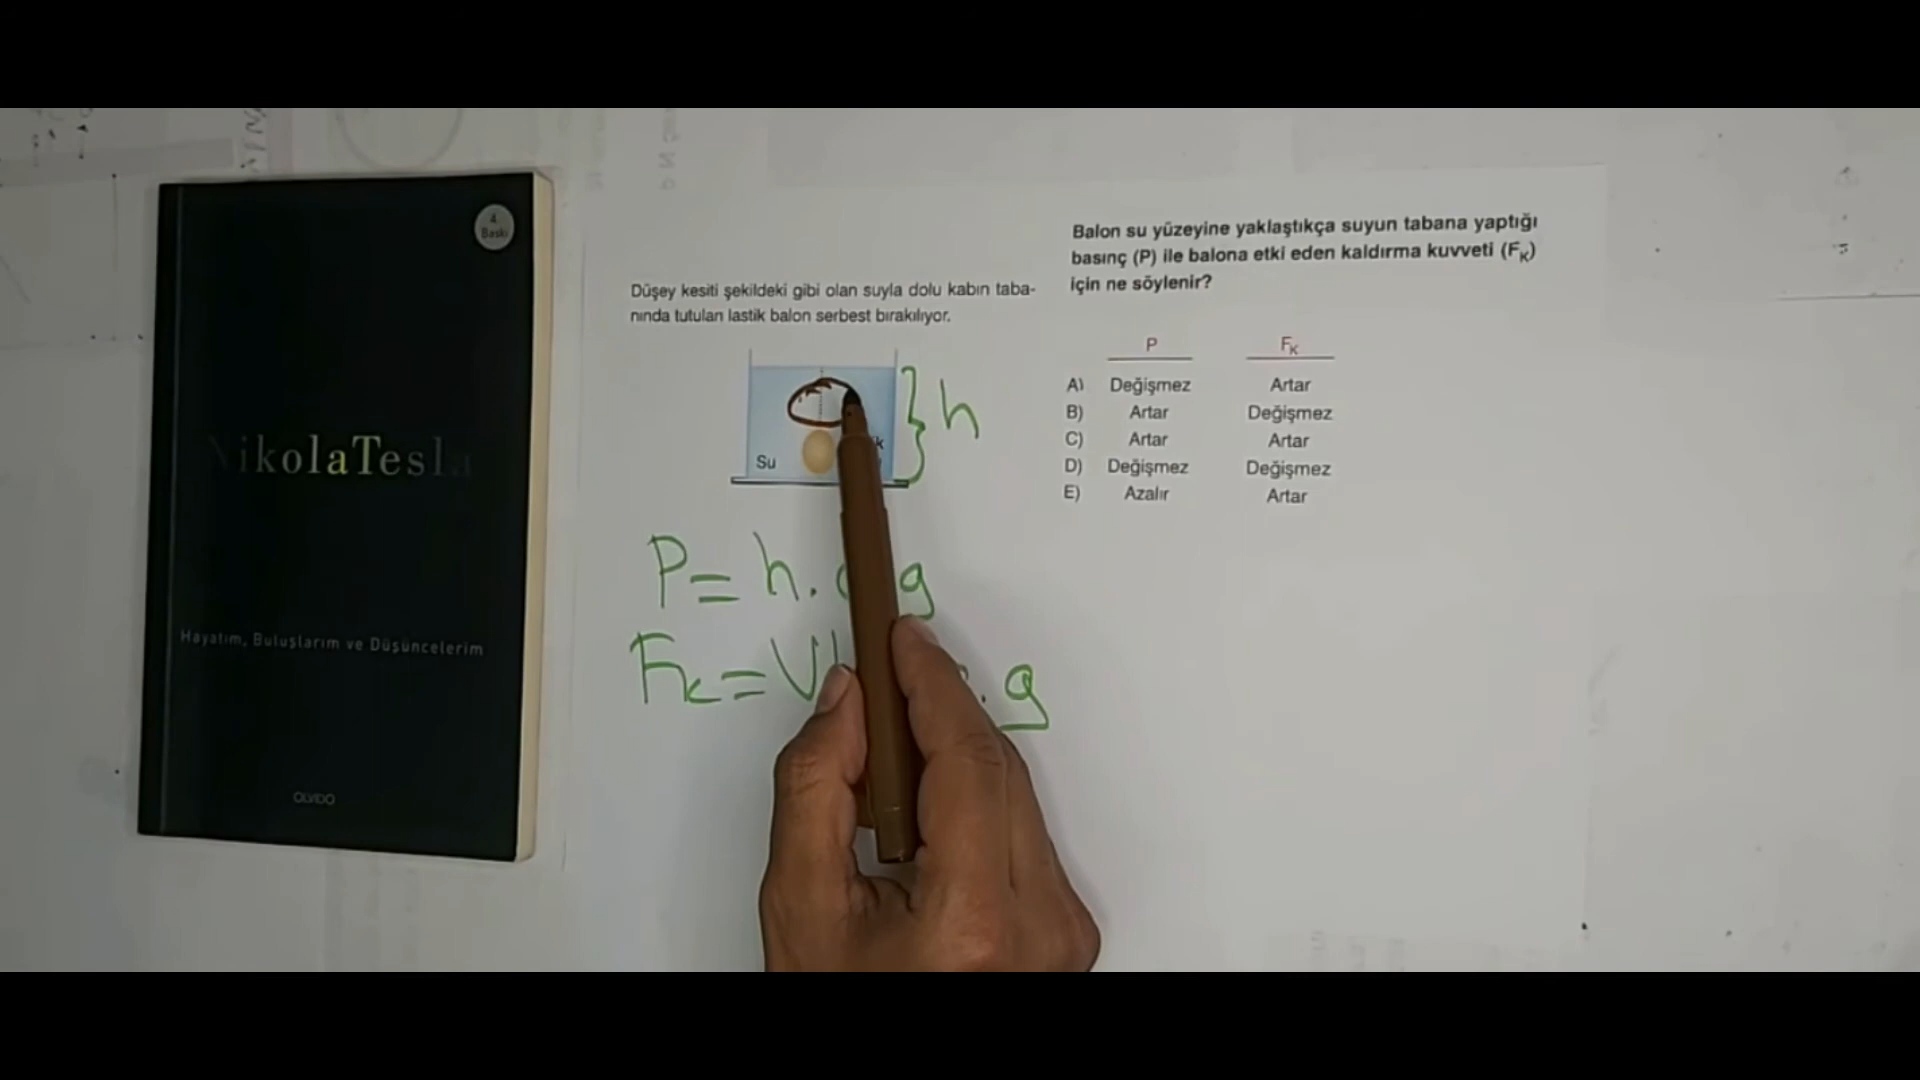 4.
Baskı
NikolaTesla
Hayatım, Buluşlarım ve Düşüncelerim
OLVIDO
Düşey kesiti şekildeki gibi olan suyla dolu kabın taba-
nında tutulan lastik balon serbest bırakılıyor.
Su
h
P = h. g
Fk = g
Balon su yüzeyine yaklaştıkça suyun tabana yaptığı
basınç (P) ile balona etki eden kaldırma kuvveti (FK)
için ne söylenir?
P FK
A) Değişmez Artar
B) Artar Değişmez
C) Artar Artar
D) Değişmez Değişmez
E) Azalır Artar